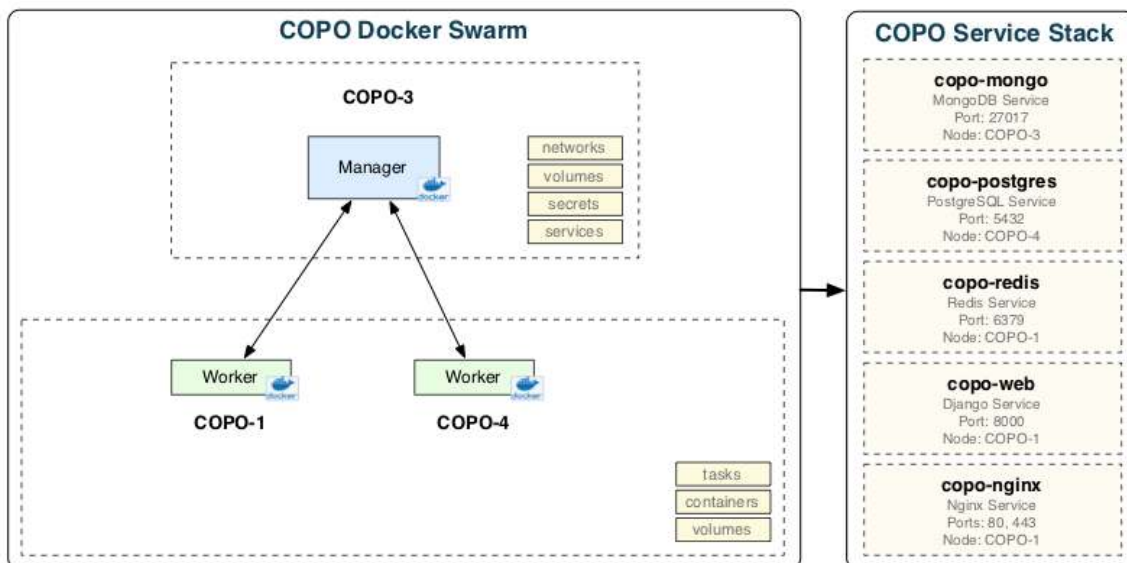 COPO Docker Swarm
COPO-3
Manager
docker
networks
volumes
secrets
services
Worker
docker
COPO-1
Worker
docker
COPO-4
tasks
containers
volumes
COPO Service Stack
copo-mongo
MongoDB Service
Port: 27017
Node: COPO-3
copo-postgres
PostgreSQL Service
Port: 5432
Node: COPO-4
copo-redis
Redis Service
Port: 6379
Node: COPO-1
copo-web
Django Service
Port: 8000
Node: COPO-1
copo-nginx
Nginx Service
Ports: 80, 443
Node: COPO-1